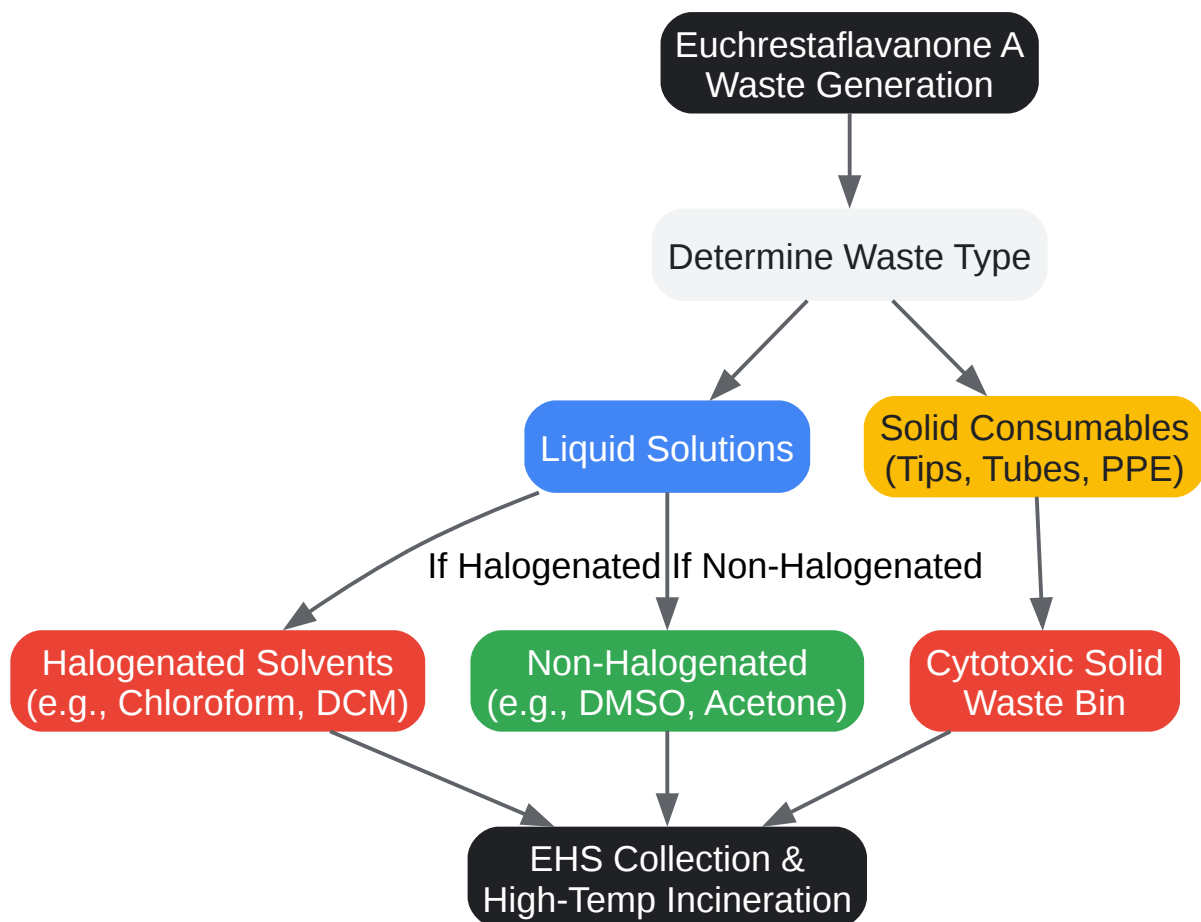 Euchrestaflavanone A
Waste Generation
Determine Waste Type
Liquid Solutions
Solid Consumables
(Tips, Tubes, PPE)
If Halogenated
If Non-Halogenated
Halogenated Solvents
(e.g., Chloroform, DCM)
Non-Halogenated
(e.g., DMSO, Acetone)
Cytotoxic Solid
Waste Bin
EHS Collection &
High-Temp Incineration